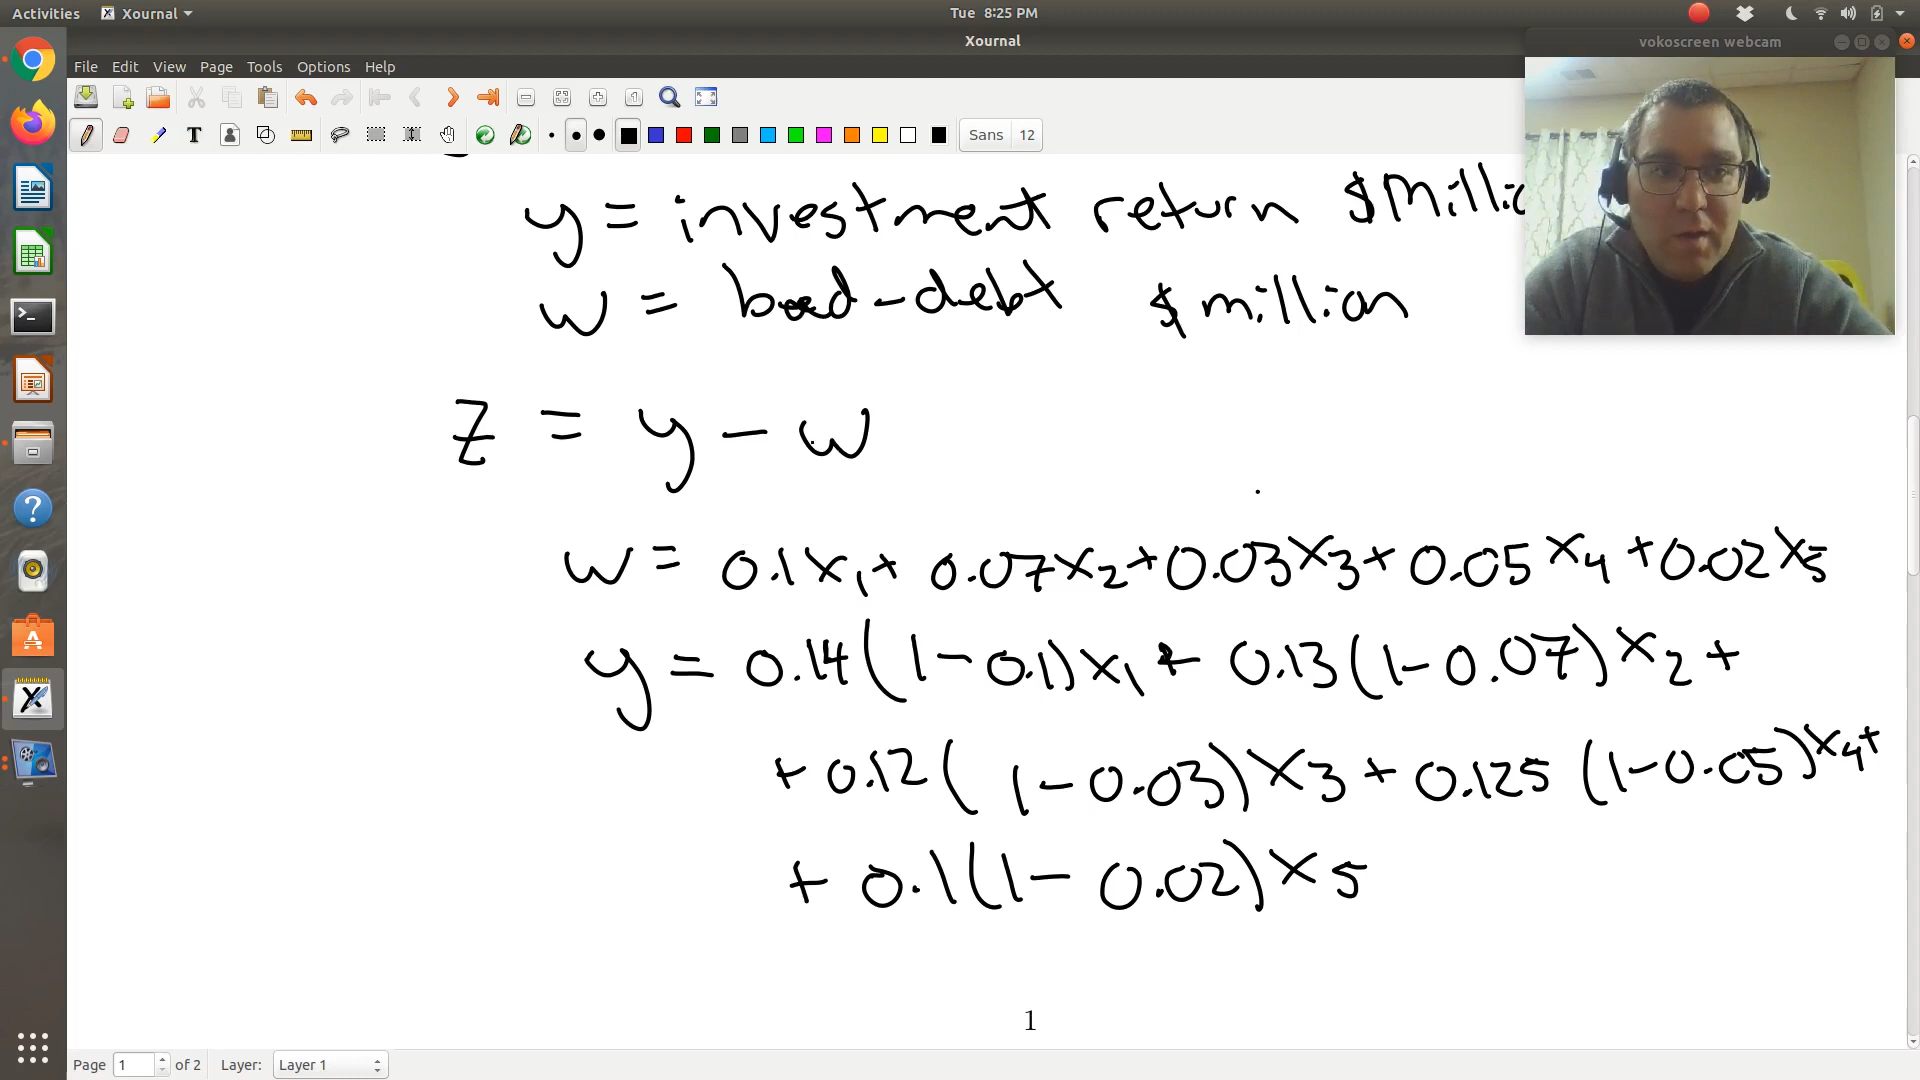 Activities Xournal Tue 8:25 PM
Xournal
vokoscreen webcam
File Edit View Page Tools Options Help
Sans 12
y = investment return $Millio
w = bad-debt $million
Z = y - w
w = 0.1x₁ + 0.07x₂ + 0.03x₃ + 0.05x₄ + 0.02x₅
y = 0.14(1-0.1)x₁ + 0.13(1-0.07)x₂ +
+ 0.12(1-0.03)x₃ + 0.125(1-0.05)x₄ +
+ 0.1(1-0.02)x₅
1
Page 1 of 2 Layer: Layer 1